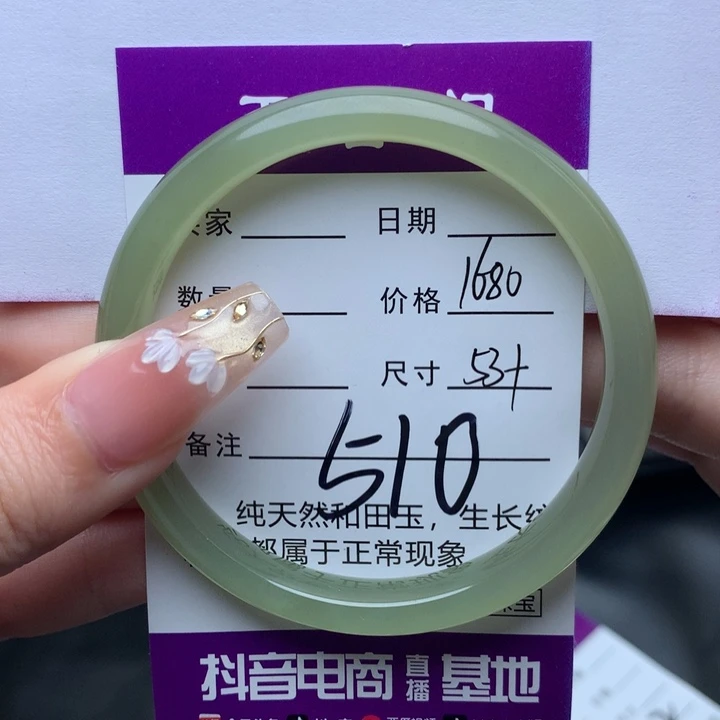 家
日期
价格 1680
尺寸 53+
备注
510
纯天然和田玉，生长纹
都属于正常现象
宝
抖音电商 直播 基地